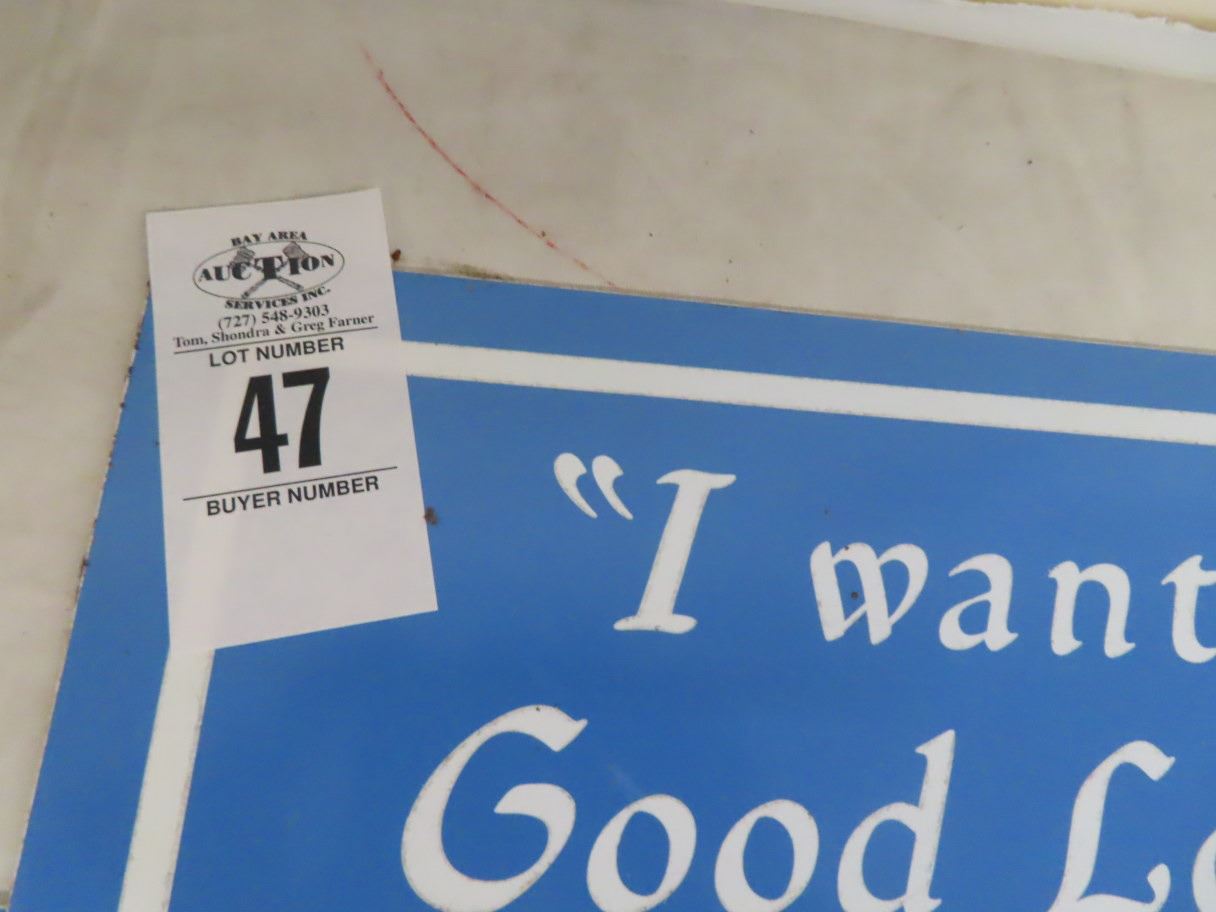 BAY AREA
AUCTION
SERVICES INC.
(727) 548-9303
Tom, Shondra & Greg Farner
LOT NUMBER
47
BUYER NUMBER
“I want
Good Lo